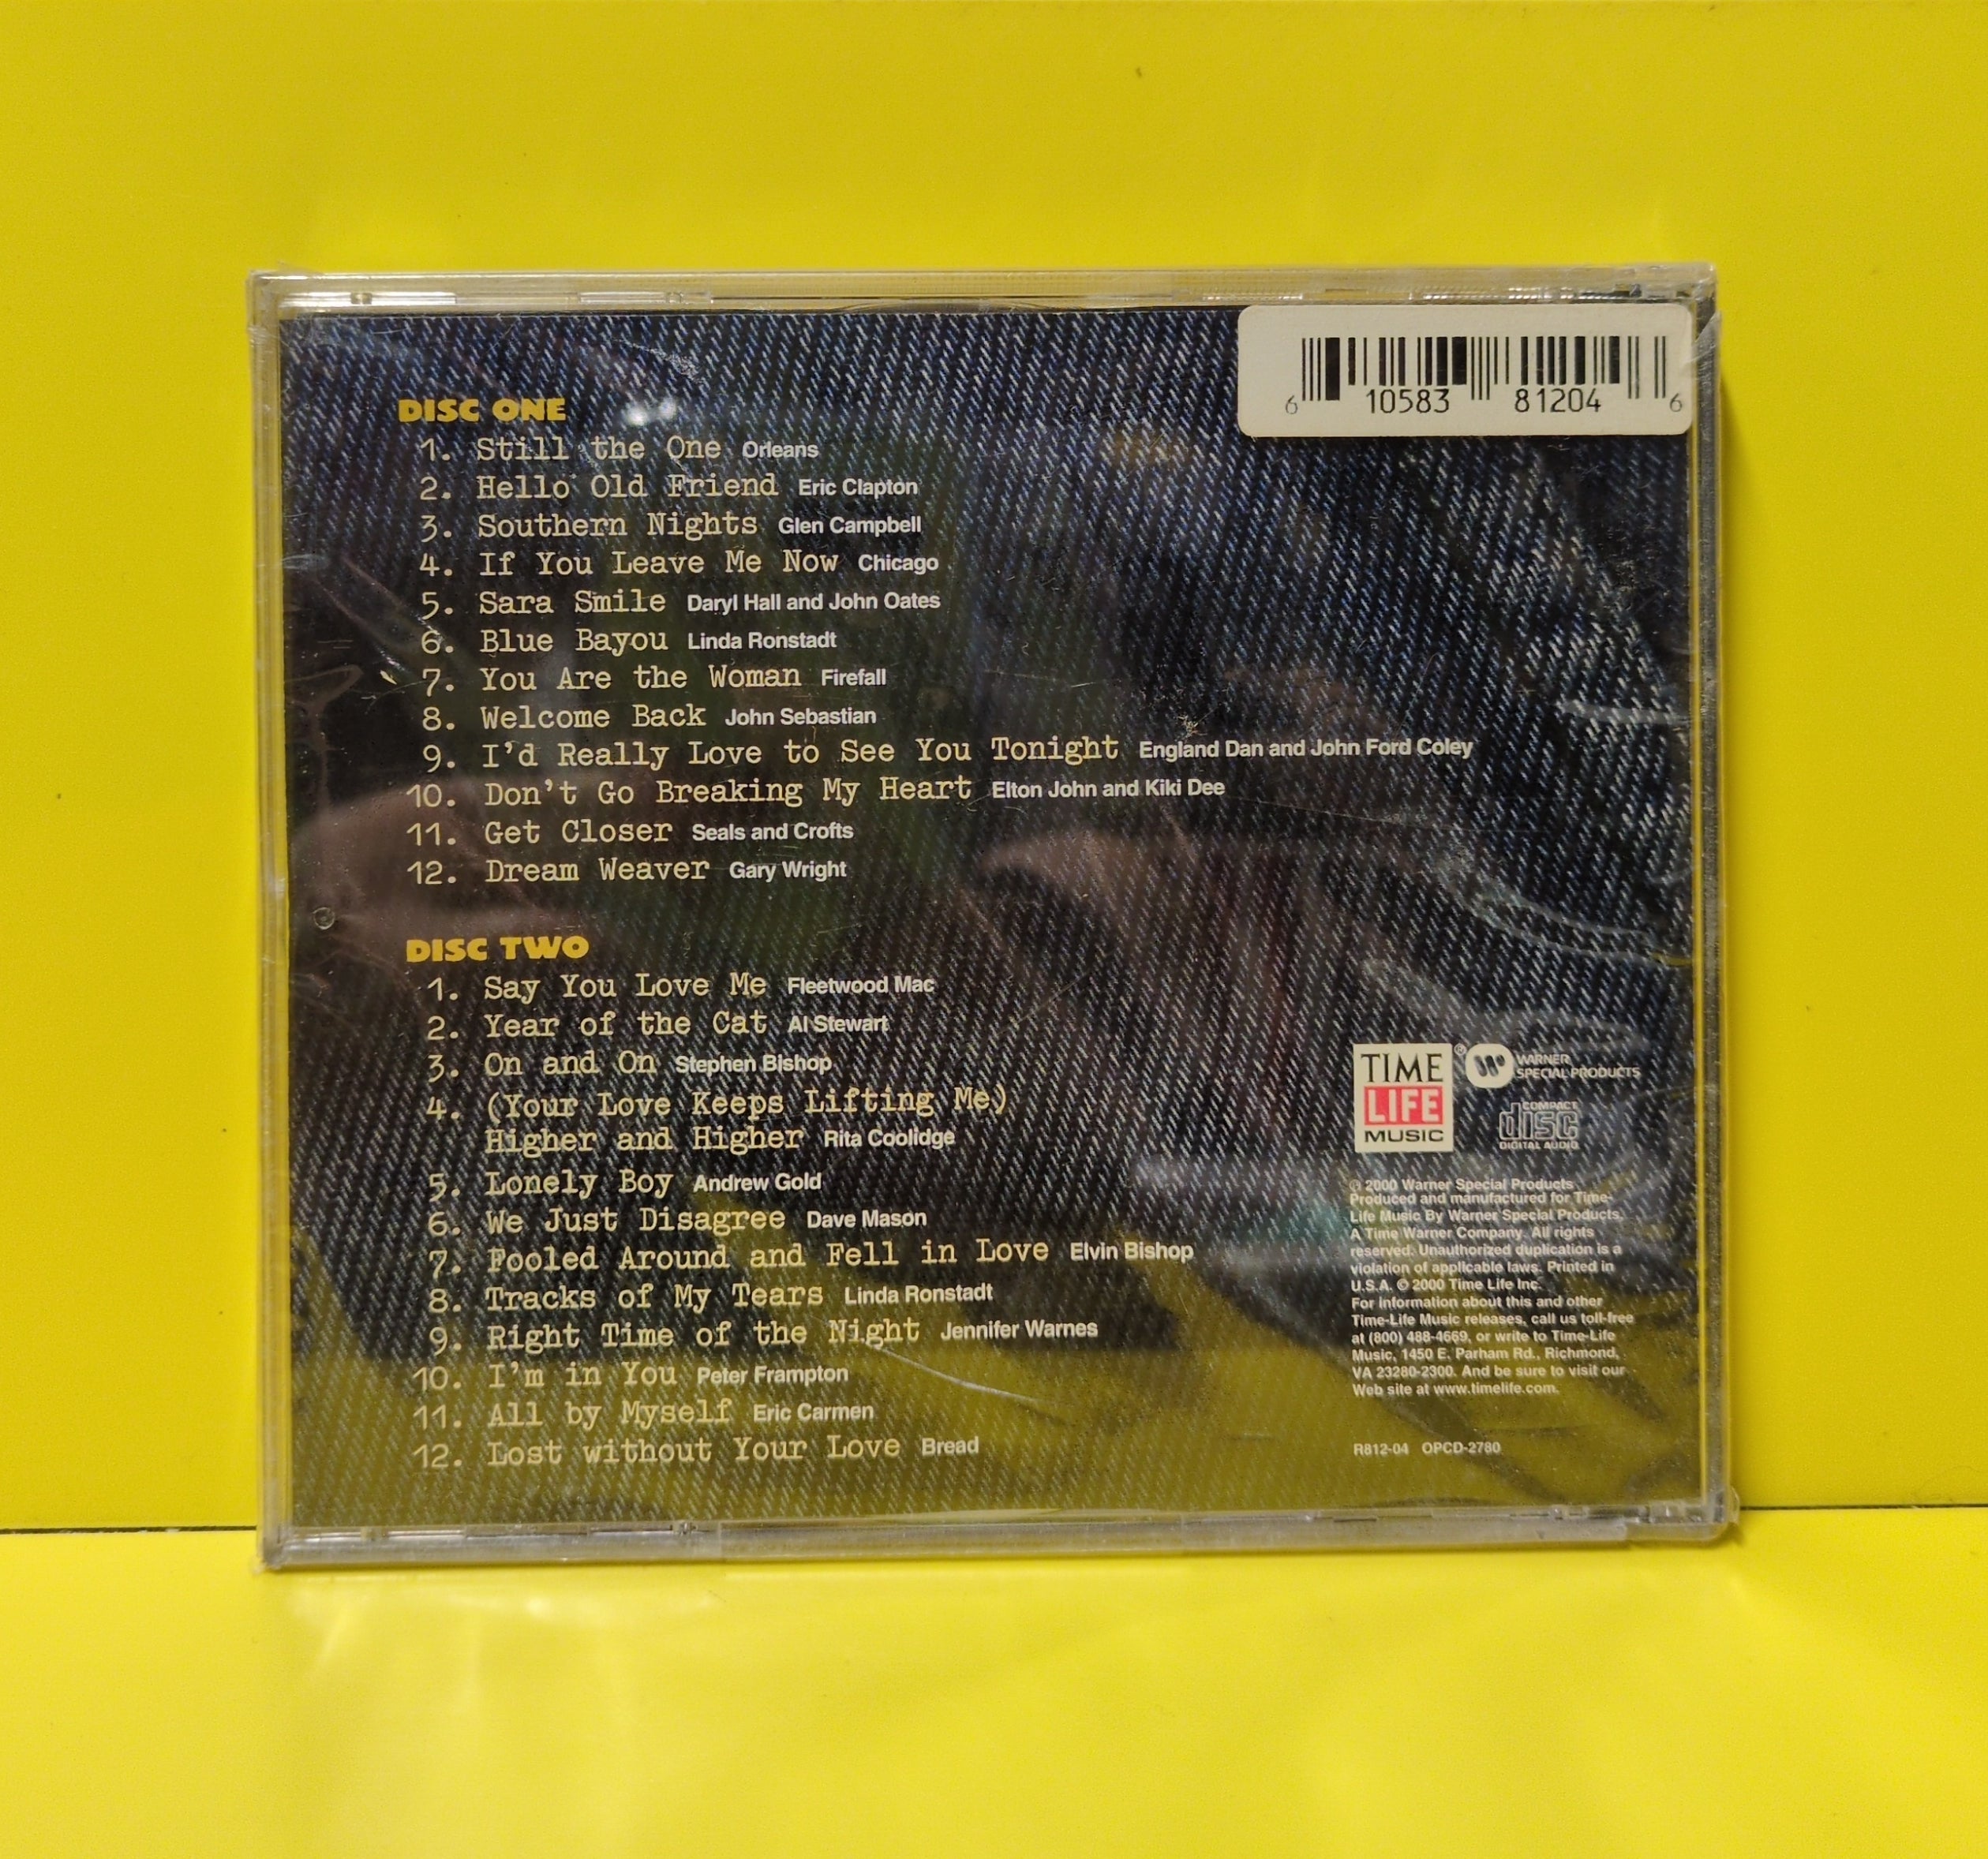 6 10583 81204 6
DISC ONE
1. Still the One Orleans
2. Hello Old Friend Eric Clapton
3. Southern Nights Glen Campbell
4. If You Leave Me Now Chicago
5. Sara Smile Daryl Hall and John Oates
6. Blue Bayou Linda Ronstadt
7. You Are the Woman Firefall
8. Welcome Back John Sebastian
9. I'd Really Love to See You Tonight England Dan and John Ford Coley
10. Don't Go Breaking My Heart Elton John and Kiki Dee
11. Get Closer Seals and Crofts
12. Dream Weaver Gary Wright
DISC TWO
1. Say You Love Me Fleetwood Mac
2. Year of the Cat Al Stewart
3. On and On Stephen Bishop
4. (Your Love Keeps Lifting Me)
Higher and Higher Rita Coolidge
5. Lonely Boy Andrew Gold
6. We Just Disagree Dave Mason
7. Fooled Around and Fell in Love Elvin Bishop
8. Tracks of My Tears Linda Ronstadt
9. Right Time of the Night Jennifer Warnes
10. I'm in You Peter Frampton
11. All by Myself Eric Carmen
12. Lost without Your Love Bread
TIME ®
LIFE
MUSIC
WARNER
SPECIAL PRODUCTS
COMPACT
disc
DIGITAL AUDIO
℗ 2000 Warner Special Products
Produced and manufactured for Time-
Life Music By Warner Special Products,
A Time Warner Company. All rights
reserved. Unauthorized duplication is a
violation of applicable laws. Printed in
U.S.A. © 2000 Time Life Inc.
For information about this and other
Time-Life Music releases, call us toll-free
at (800) 488-4669, or write to Time-Life
Music, 1450 E. Parham Rd., Richmond,
VA 23280-2300. And be sure to visit our
Web site at www.timelife.com.
R812-04 OPCD-2780